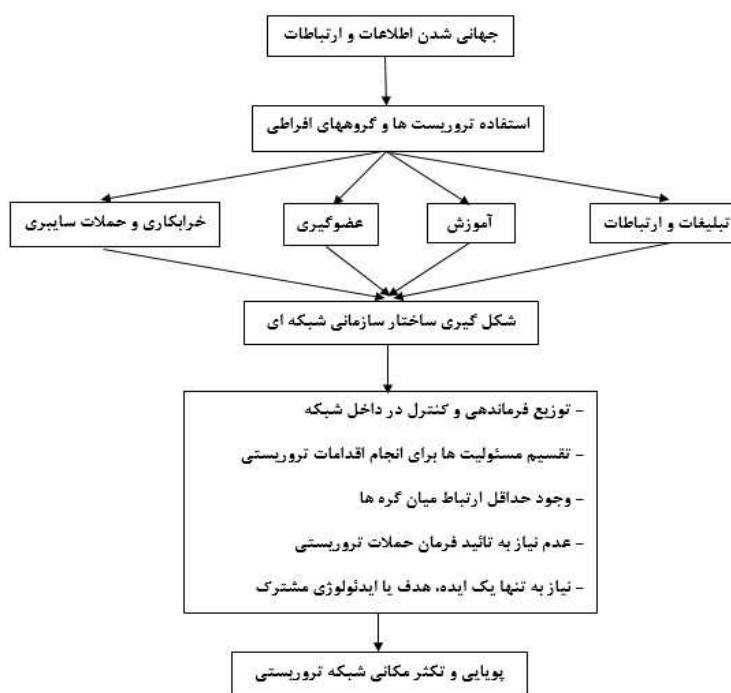 جهانی شدن اطلاعات و ارتباطات
استفاده تروریست ها و گروههای افراطی
تبلیغات و ارتباطات
آموزش
عضوگیری
خرابکاری و حملات سایبری
شکل گیری ساختار سازمانی شبکه ای
- توزیع فرماندهی و کنترل در داخل شبکه
- تقسیم مسئولیت ها برای انجام اقدامات تروریستی
- وجود حداقل ارتباط میان گره ها
- عدم نیاز به تائید فرمان حملات تروریستی
- نیاز به تنها یک ایده، هدف یا ایدئولوژی مشترک
پویایی و تکثر مکانی شبکه تروریستی